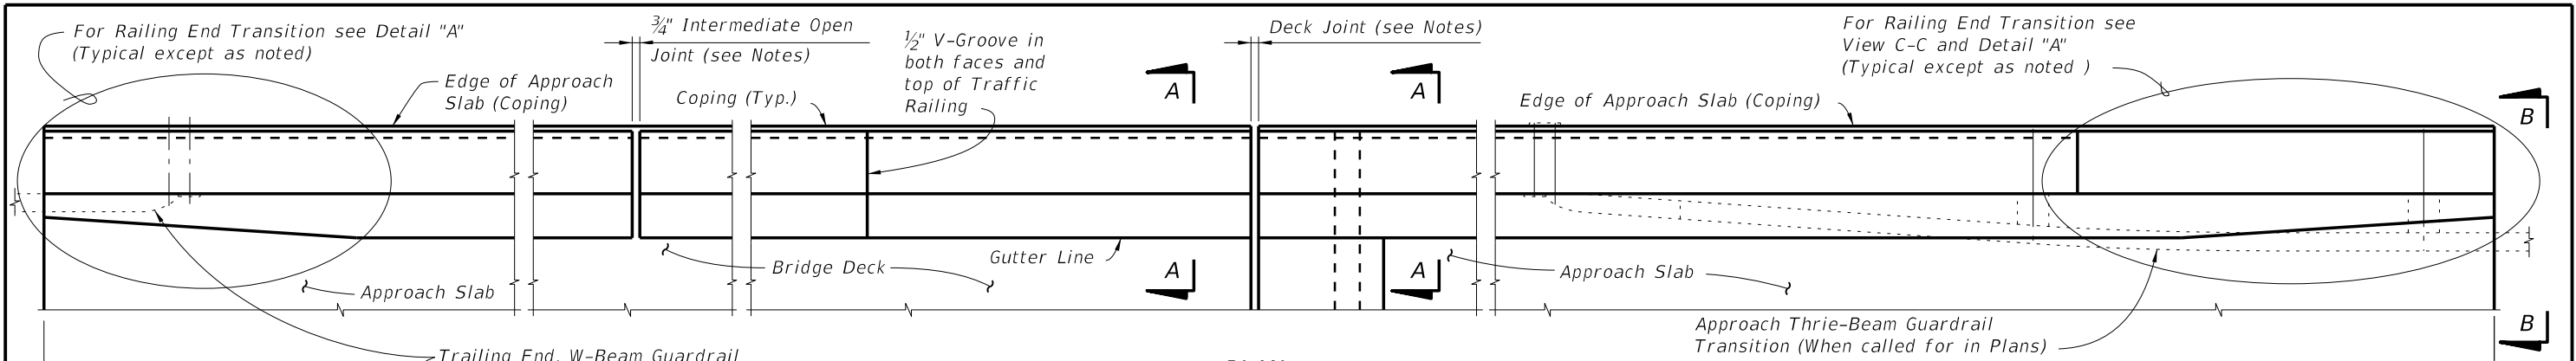 For Railing End Transition see Detail "A"
(Typical except as noted)
Edge of Approach
Slab (Coping)
¾" Intermediate Open
Joint (see Notes)
Coping (Typ.)
½" V-Groove in
both faces and
top of Traffic
Railing
A
A
Deck Joint (see Notes)
Edge of Approach Slab (Coping)
For Railing End Transition see
View C-C and Detail "A"
(Typical except as noted )
B
Approach Slab
Bridge Deck
Gutter Line
A
A
Approach Slab
Approach Thrie-Beam Guardrail
Transition (When called for in Plans)
B
Trailing End, W-Beam Guardrail